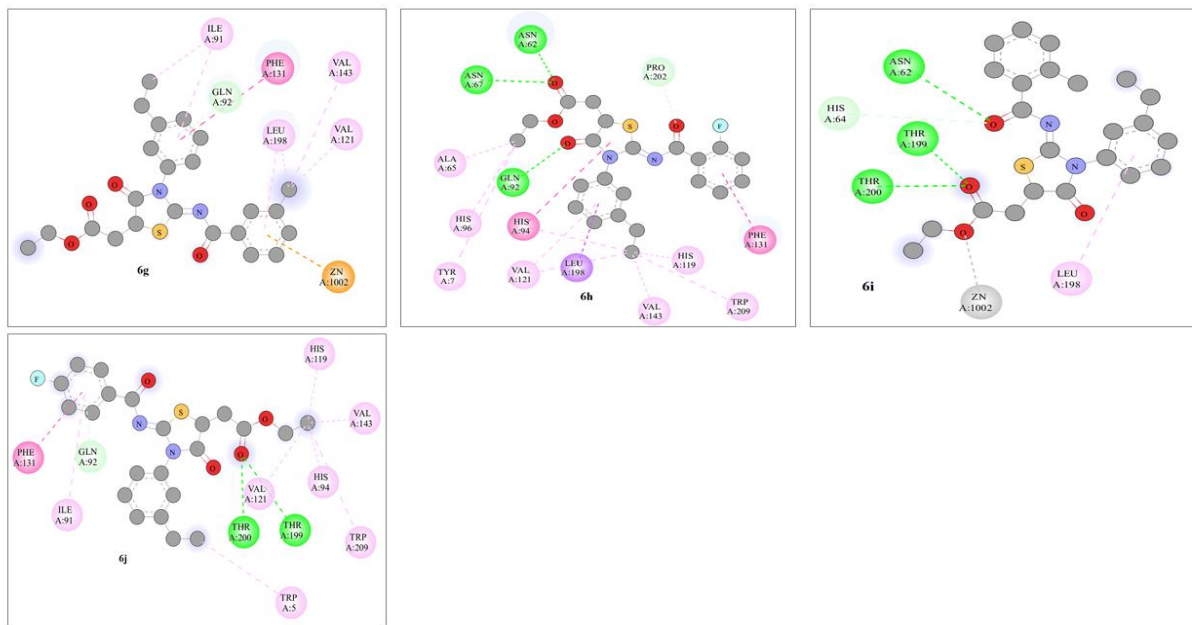 ILE
A:91
PHE
A:131
VAL
A:143
GLN
A:92
LEU
A:198
VAL
A:121
O
O
N
N
O
S
O
6g
ZN
A:1002
ASN
A:62
ASN
A:67
PRO
A:202
O
O
O
F
O
S
N
N
ALA
A:65
GLN
A:92
HIS
A:96
HIS
A:94
PHE
A:131
TYR
A:7
VAL
A:121
LEU
A:198
HIS
A:119
6h
VAL
A:143
TRP
A:209
ASN
A:62
HIS
A:64
O
N
THR
A:199
S
N
THR
A:200
O
O
O
6i
ZN
A:1002
LEU
A:198
HIS
A:119
F
O
S
O
N
VAL
A:143
N
O
O
PHE
A:131
GLN
A:92
ILE
A:91
VAL
A:121
HIS
A:94
THR
A:200
THR
A:199
TRP
A:209
6j
TRP
A:5